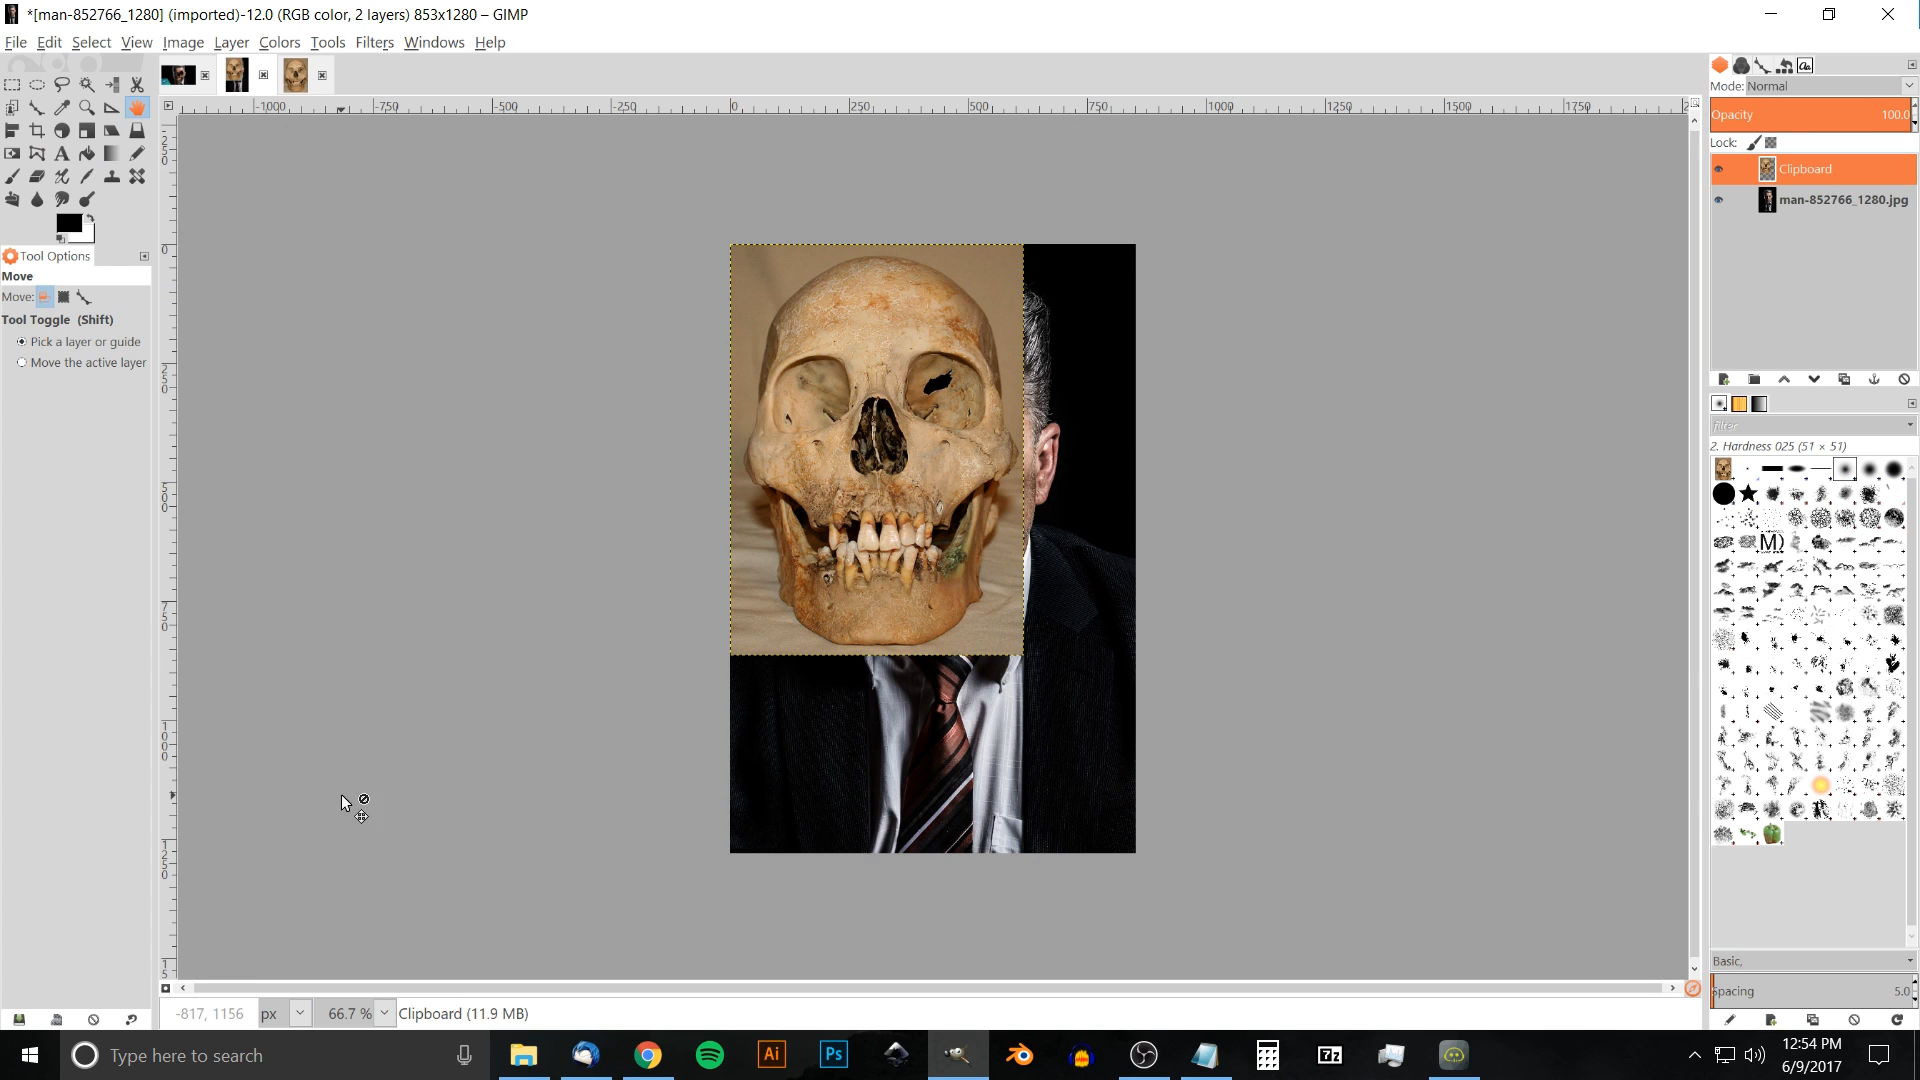 *[man-852766_1280] (imported)-12.0 (RGB color, 2 layers) 853x1280 – GIMP
File Edit Select View Image Layer Colors Tools Filters Windows Help
-1000 -750 -500 -250 0 250 500 750 1000 1250 1500 1750
Tool Options
Move
Move:
Tool Toggle (Shift)
Pick a layer or guide
Move the active layer
Mode: Normal
Opacity 100.0
Lock:
Clipboard
man-852766_1280.jpg
filter
2. Hardness 025 (51 × 51)
Basic,
Spacing 5.0
-817, 1156 px 66.7 % Clipboard (11.9 MB)
Type here to search
Ai
Ps
7z
12:54 PM
6/9/2017